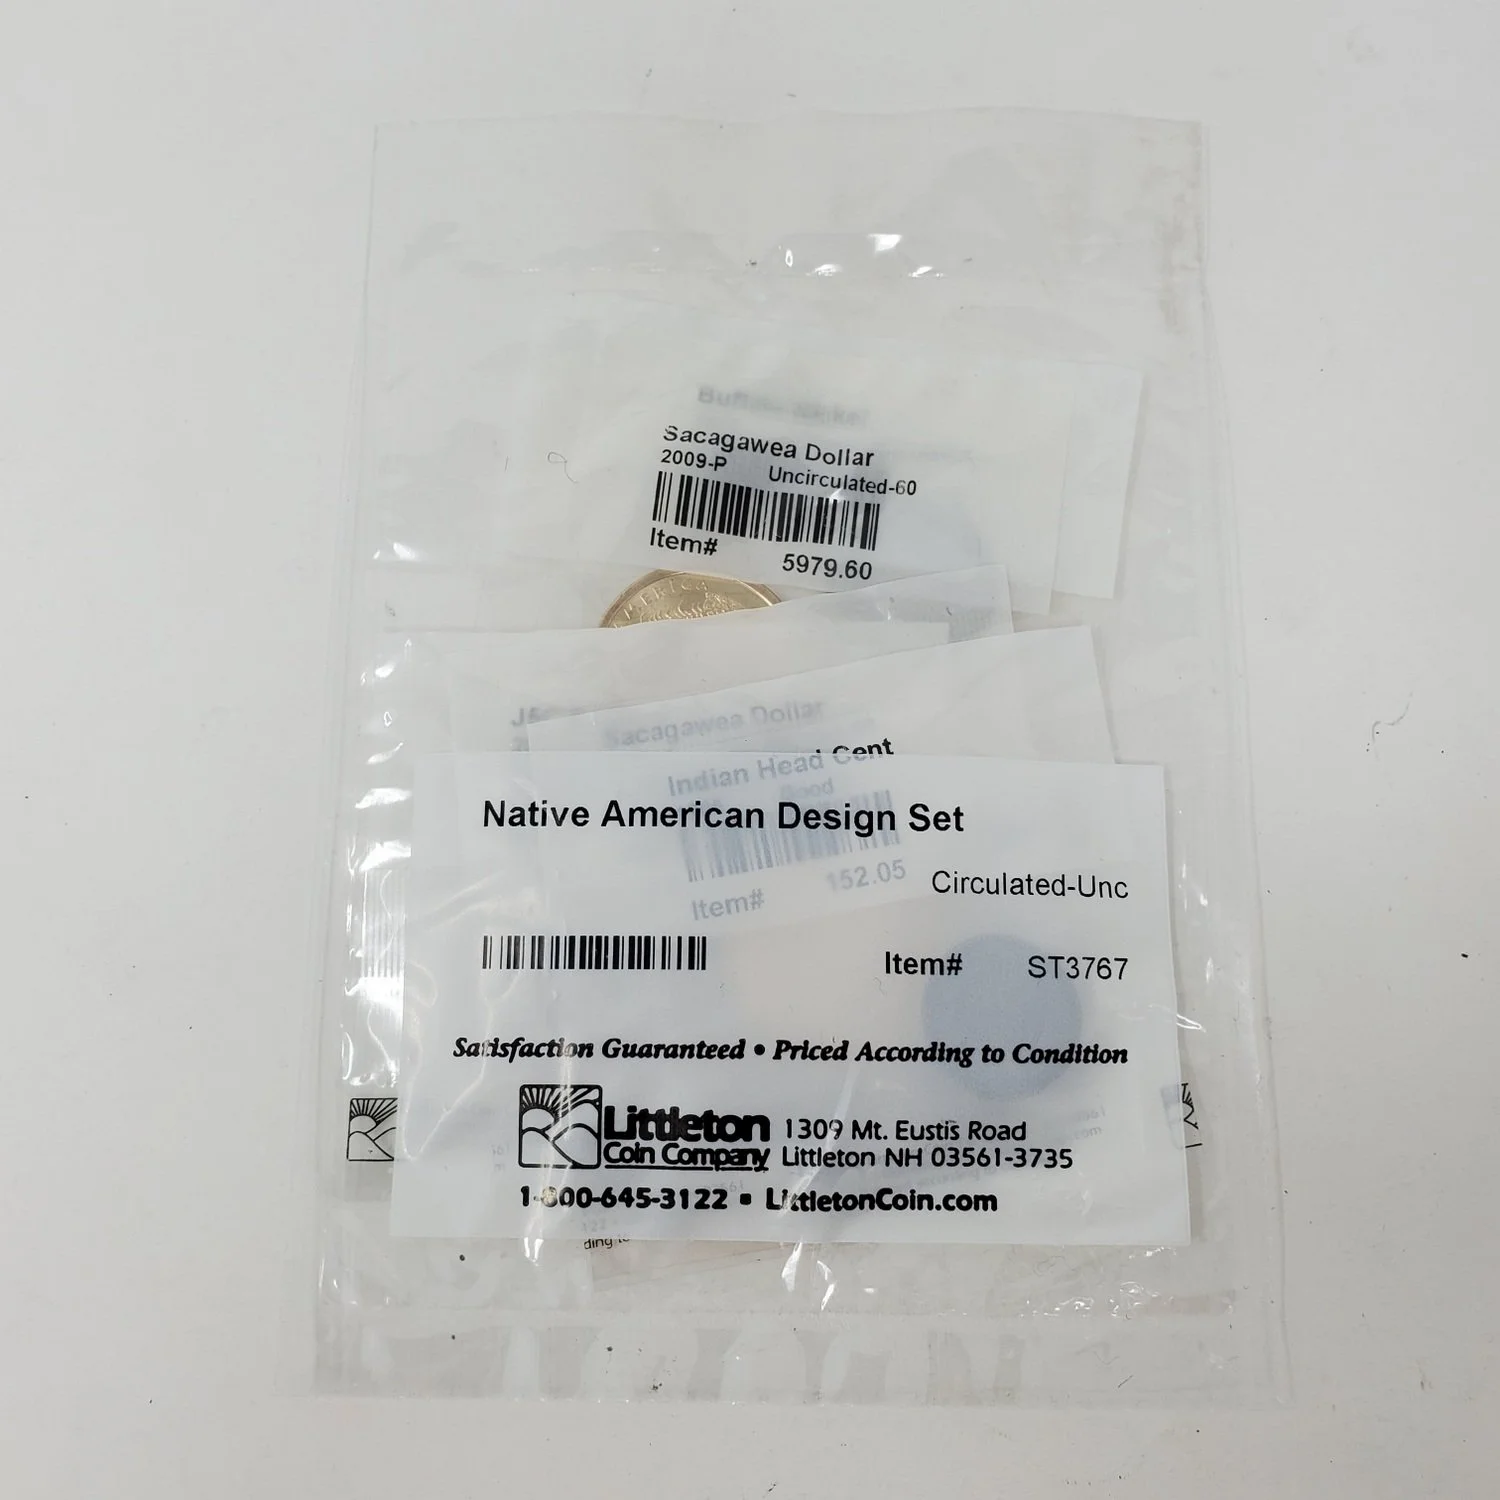 Sacagawea Dollar
2009-P Uncirculated-60
Item# 5979.60
AMERICA
Sacagawea Dollar
Indian Head Cent
Good
Item# 152.05
Native American Design Set
Circulated-Unc
Item# ST3767
Satisfaction Guaranteed • Priced According to Condition
Littleton
Coin Company
1309 Mt. Eustis Road
Littleton NH 03561-3735
1-800-645-3122 ▪ LittletonCoin.com